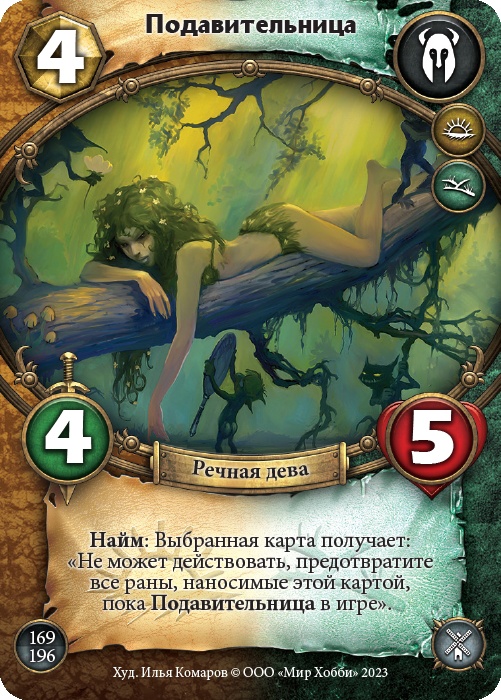 Подавительница
4
4
5
Речная дева
Найм: Выбранная карта получает:
«Не может действовать, предотвратите
все раны, наносимые этой картой,
пока Подавительница в игре».
169
196
Худ. Илья Комаров © ООО «Мир Хобби» 2023